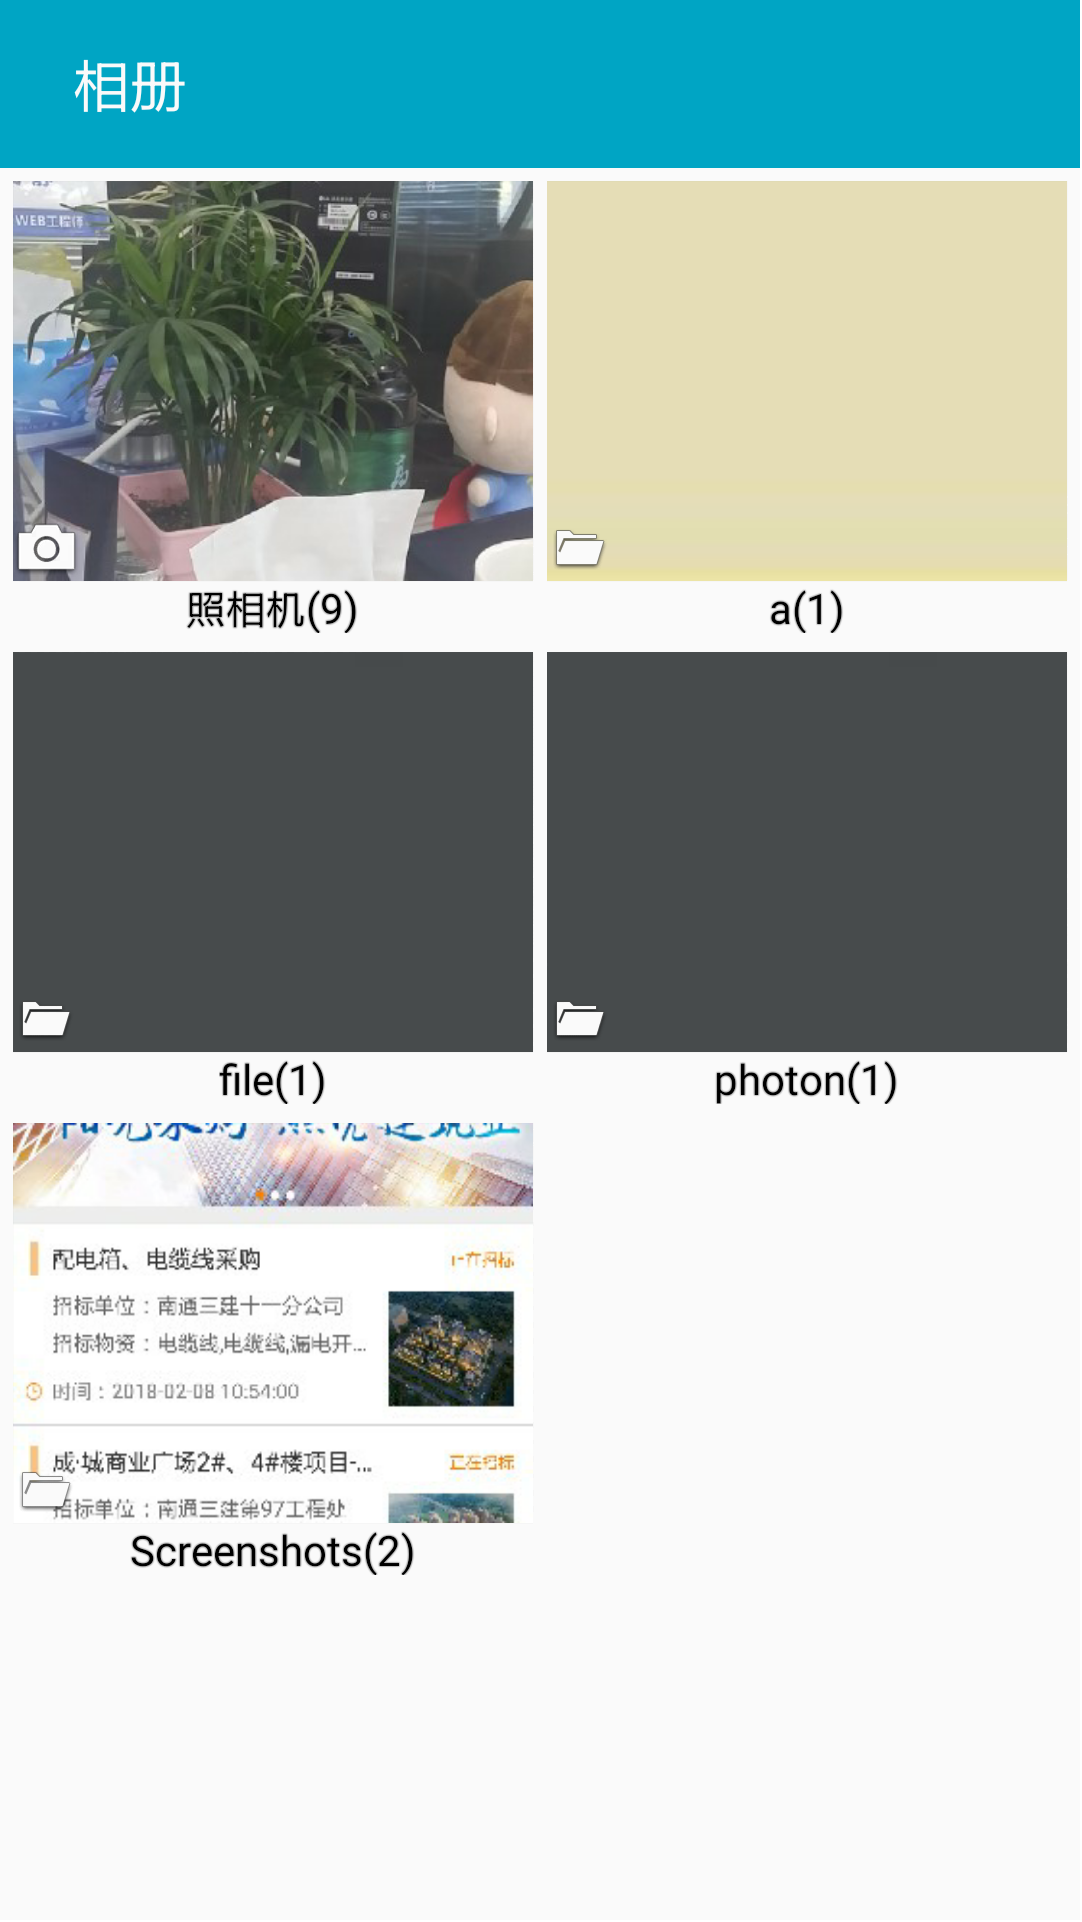 相册
WEB工程师
照相机(9)
a(1)
file(1)
photon(1)
配电箱、电缆线采购
正在招标
招标单位：南通三建十一分公司
招标物资：电缆线,电缆线,漏电开...
时间：2018-02-08 10:54:00
成·城商业广场2#、4#楼项目-...
正在招标
招标单位：南通三建第97工程处
Screenshots(2)